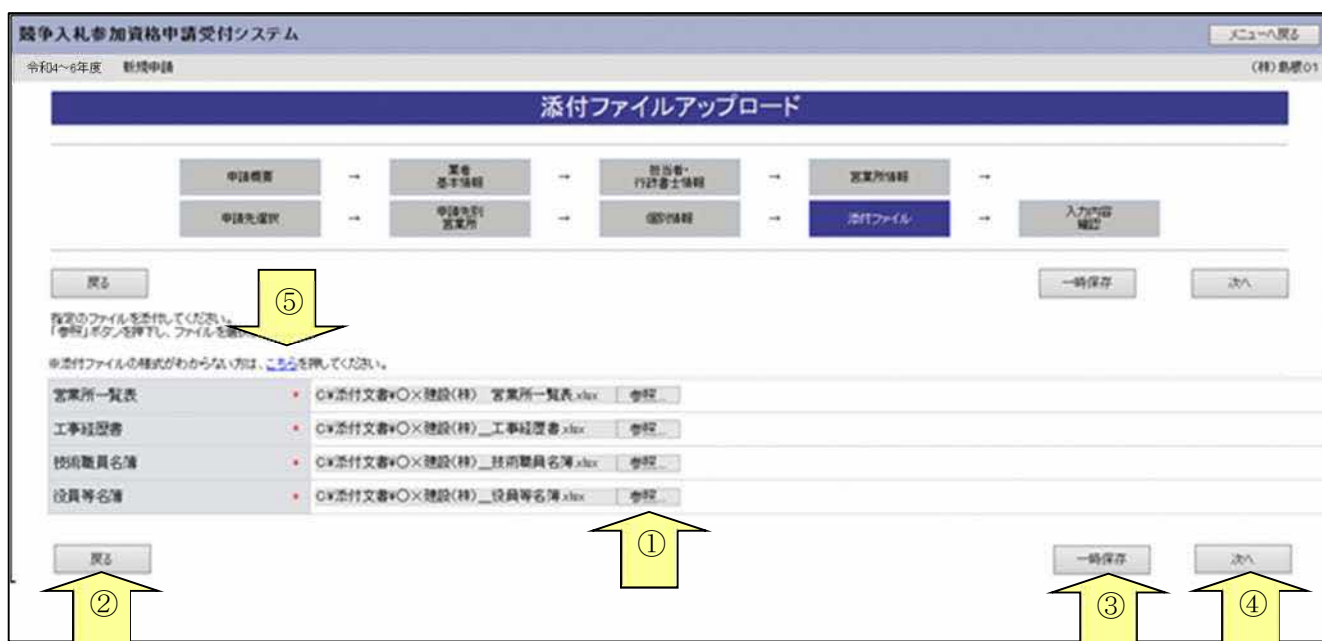 競争入札参加資格申請受付システム
メニューへ戻る
令和04～6年度 新規申請
(株)島根01
添付ファイルアップロード
申請概要 → 業者基本情報 → 担当者・行政書士情報 → 営業所情報 →
申請先選択 → 申請先別営業所 → 個別情報 → 添付ファイル → 入力内容確認
戻る
一時保存
次へ
⑤
指定のファイルを添付してください。
「参照」ボタンを押下し、ファイルを選
※添付ファイルの様式がわからない方は、こちらを押してください。
営業所一覧表 * C¥添付文書¥○×建設(株)__営業所一覧表.xlsx 参照...
工事経歴書 * C¥添付文書¥○×建設(株)__工事経歴書.xlsx 参照...
技術職員名簿 * C¥添付文書¥○×建設(株)__技術職員名簿.xlsx 参照...
役員等名簿 * C¥添付文書¥○×建設(株)__役員等名簿.xlsx 参照...
①
戻る
一時保存
次へ
②
③
④